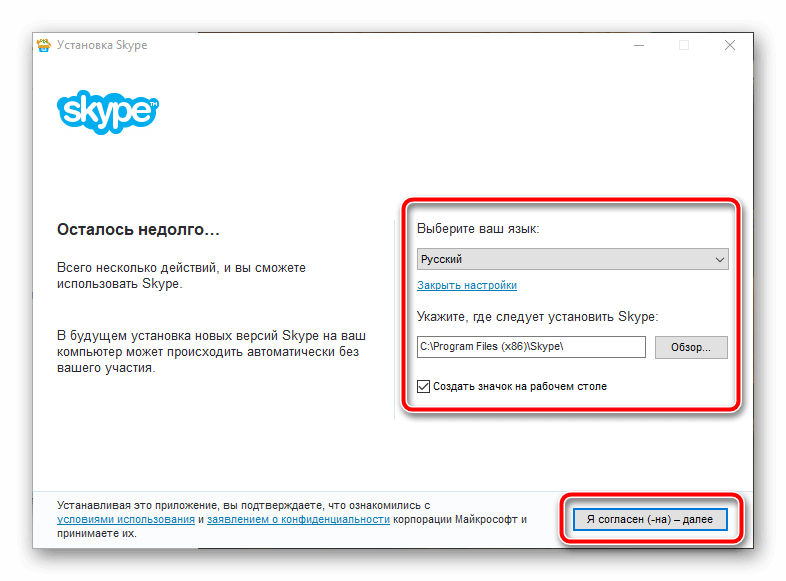 Установка Skype
skype™
Осталось недолго…
Всего несколько действий, и вы сможете
использовать Skype.
В будущем установка новых версий Skype на ваш
компьютер может происходить автоматически без
вашего участия.
Выберите ваш язык:
Русский
Закрыть настройки
Укажите, где следует установить Skype:
C:\Program Files (x86)\Skype\
Обзор...
Создать значок на рабочем столе
Устанавливая это приложение, вы подтверждаете, что ознакомились с
условиями использования и заявлением о конфиденциальности корпорации Майкрософт и
принимаете их.
Я согласен (-на) – далее